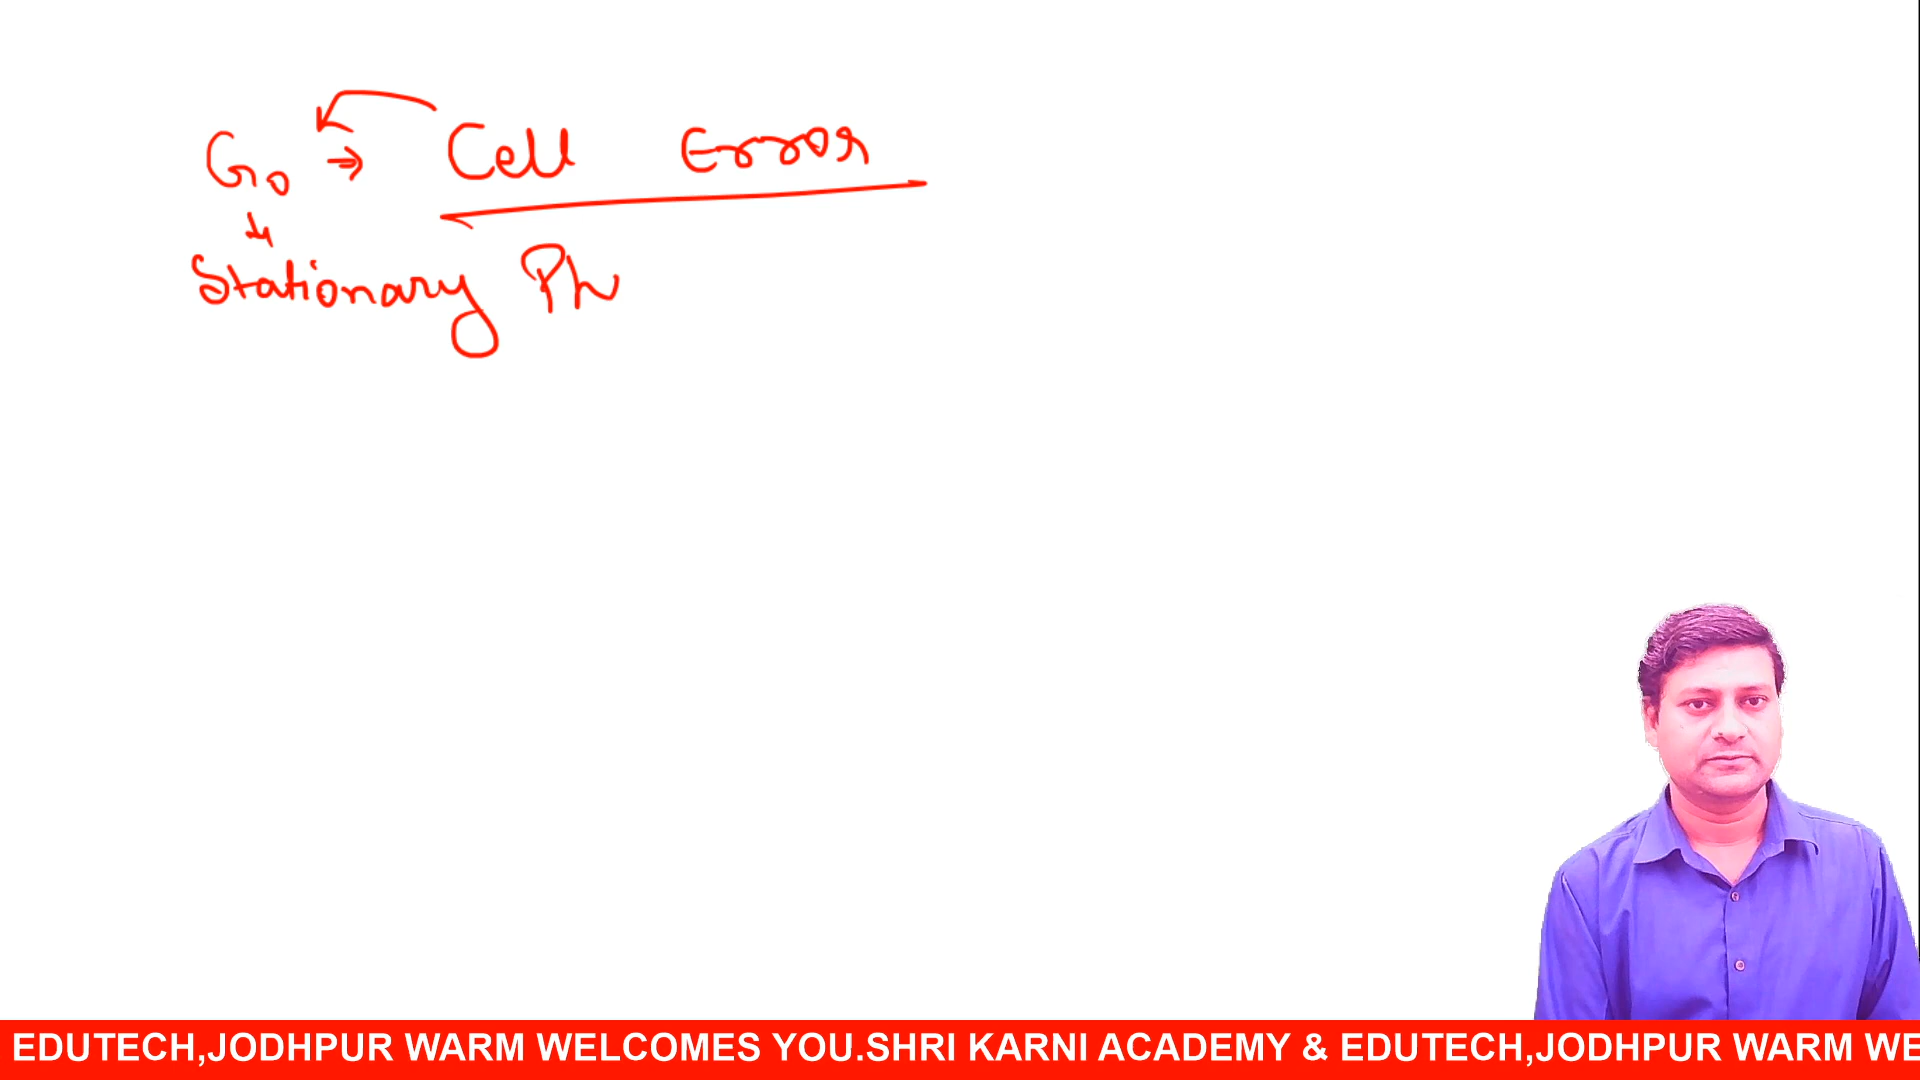 G0 → Cell Error
↓
Stationary Ph
EDUTECH,JODHPUR WARM WELCOMES YOU.SHRI KARNI ACADEMY & EDUTECH,JODHPUR WARM WE